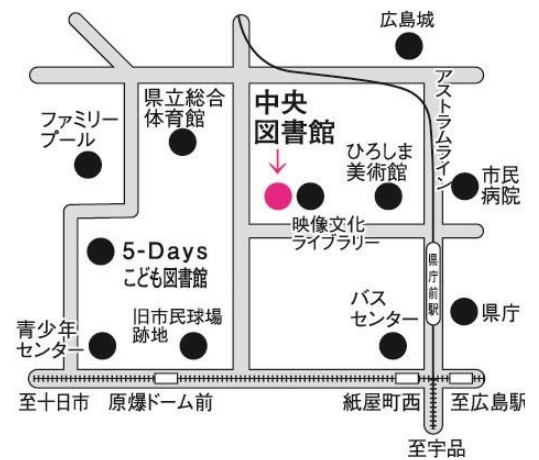 広島城
県立総合
体育館
中央
図書館
アストラムライン
ファミリー
プール
ひろしま
美術館
市民
病院
映像文化
ライブラリー
5-Days
こども図書館
県庁前駅
バス
センター
県庁
旧市民球場
跡地
青少年
センター
至十日市
原爆ドーム前
紙屋町西
至広島駅
至宇品